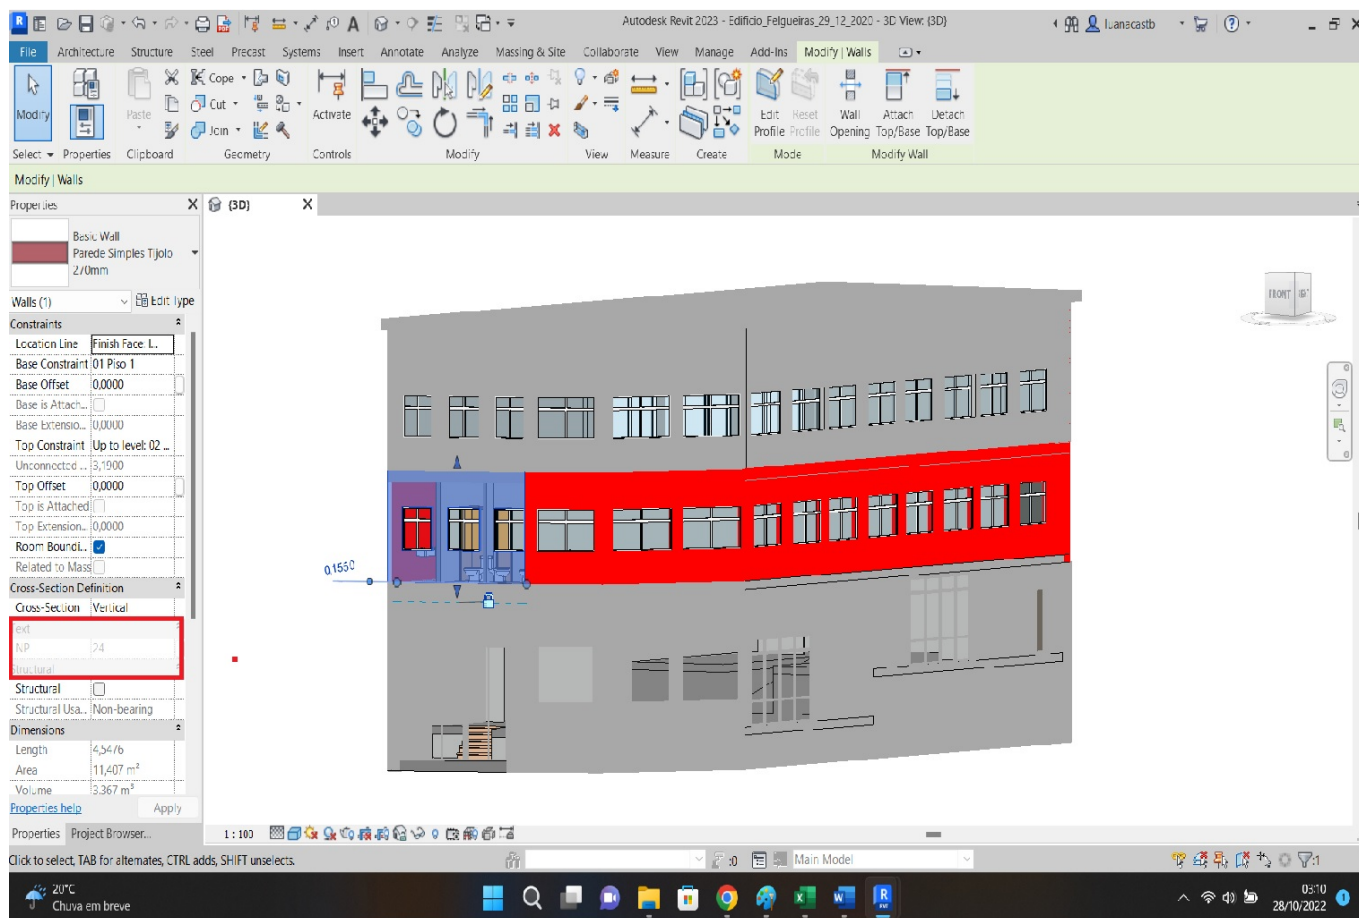 Autodesk Revit 2023 - Edificio_Felgueiras_29_12_2020 - 3D View: {3D}
luanacastb
File Architecture Structure Steel Precast Systems Insert Annotate Analyze Massing & Site Collaborate View Manage Add-Ins Modify | Walls
Cope
Cut
Join
Modify
Paste
Activate
Edit Profile
Reset Profile
Wall Opening
Attach Top/Base
Detach Top/Base
Select Properties Clipboard Geometry Controls Modify View Measure Create Mode Modify Wall
Modify | Walls
Properties X {3D} X
Basic Wall
Parede Simples Tijolo
270mm
Walls (1) Edit Type
Constraints
Location Line Finish Face: I...
Base Constraint 01 Piso 1
Base Offset 0,0000
Base is Attach...
Base Extensio... 0,0000
Top Constraint Up to level: 02 ...
Unconnected ... 3,1900
Top Offset 0,0000
Top is Attached
Top Extension... 0,0000
Room Boundi...
Related to Mass
Cross-Section Definition
Cross-Section Vertical
Text
NP 24
Structural
Structural
Structural Usa... Non-bearing
Dimensions
Length 4,5476
Area 11,407 m²
Volume 3,367 m³
Properties help Apply
Properties Project Browser...
FRONT
0.1550
1 : 100
Click to select, TAB for alternates, CTRL adds, SHIFT unselects.
:0 Main Model :1
20°C
Chuva em breve
03:10
28/10/2022
1